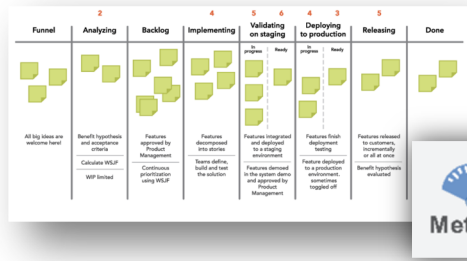 2 4 5 6 4 3 5
Funnel Analyzing Backlog Implementing Validating on staging Deploying to production Releasing Done
In progress Ready In progress Ready
All big ideas are welcome here!
Benefit hypothesis and acceptance criteria
Calculate WSJF
WIP limited
Features approved by Product Management
Continuous prioritization using WSJF
Features decomposed into stories
Teams define, build and test the solution
Features integrated and deployed to a staging environment
Features demoed in the system demo and approved by Product Management
Features finish deployment testing
Feature deployed to a production environment, sometimes toggled off
Features released to customers, incrementally or all at once
Benefit hypothesis evaluated